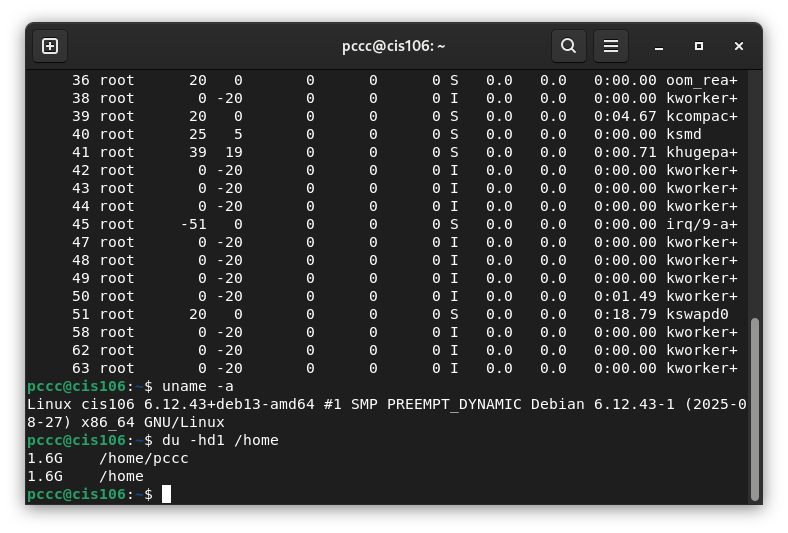 pccc@cis106: ~
36 root      20   0       0      0      0 S   0.0   0.0   0:00.00 oom_rea+
38 root       0 -20       0      0      0 I   0.0   0.0   0:00.00 kworker+
39 root      20   0       0      0      0 S   0.0   0.0   0:04.67 kcompac+
40 root      25   5       0      0      0 S   0.0   0.0   0:00.00 ksmd
41 root      39  19       0      0      0 S   0.0   0.0   0:00.71 khugepa+
42 root       0 -20       0      0      0 I   0.0   0.0   0:00.00 kworker+
43 root       0 -20       0      0      0 I   0.0   0.0   0:00.00 kworker+
44 root       0 -20       0      0      0 I   0.0   0.0   0:00.00 kworker+
45 root     -51   0       0      0      0 S   0.0   0.0   0:00.00 irq/9-a+
47 root       0 -20       0      0      0 I   0.0   0.0   0:00.00 kworker+
48 root       0 -20       0      0      0 I   0.0   0.0   0:00.00 kworker+
49 root       0 -20       0      0      0 I   0.0   0.0   0:00.00 kworker+
50 root       0 -20       0      0      0 I   0.0   0.0   0:01.49 kworker+
51 root      20   0       0      0      0 S   0.0   0.0   0:18.79 kswapd0
58 root       0 -20       0      0      0 I   0.0   0.0   0:00.00 kworker+
62 root       0 -20       0      0      0 I   0.0   0.0   0:00.00 kworker+
63 root       0 -20       0      0      0 I   0.0   0.0   0:00.00 kworker+
pccc@cis106:~$ uname -a
Linux cis106 6.12.43+deb13-amd64 #1 SMP PREEMPT_DYNAMIC Debian 6.12.43-1 (2025-0
8-27) x86_64 GNU/Linux
pccc@cis106:~$ du -hd1 /home
1.6G    /home/pccc
1.6G    /home
pccc@cis106:~$